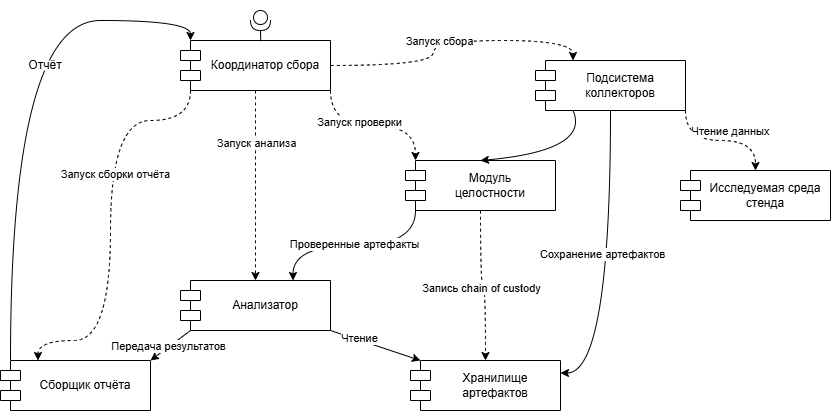 Координатор сбора
Запуск сбора
Отчёт
Подсистема
коллекторов
Запуск проверки
Запуск анализа
Чтение данных
Запуск сборки отчёта
Модуль
целостности
Исследуемая среда
стенда
Проверенные артефакты
Сохранение артефактов
Запись chain of custody
Анализатор
Передача результатов
Чтение
Сборщик отчёта
Хранилище
артефактов